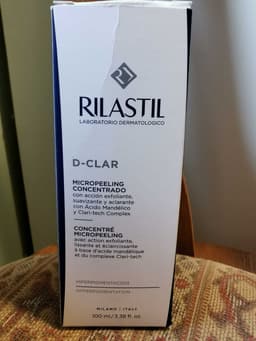 RILASTIL
LABORATORIO DERMATOLOGICO
D-CLAR
MICROPEELING
CONCENTRADO
con acción exfoliante,
suavizante y aclarante
con Ácido Mandélico
y Clari-tech Complex
CONCENTRÉ
MICROPEELING
avec action exfoliante,
lissante et éclaircissante
à base d'acide mandélique
et du complexe Clari-tech
HIPERPIGMENTACIONES
HYPERPIGMENTATION
MILANO | ITALY
100 ml/3.38 fl. oz.